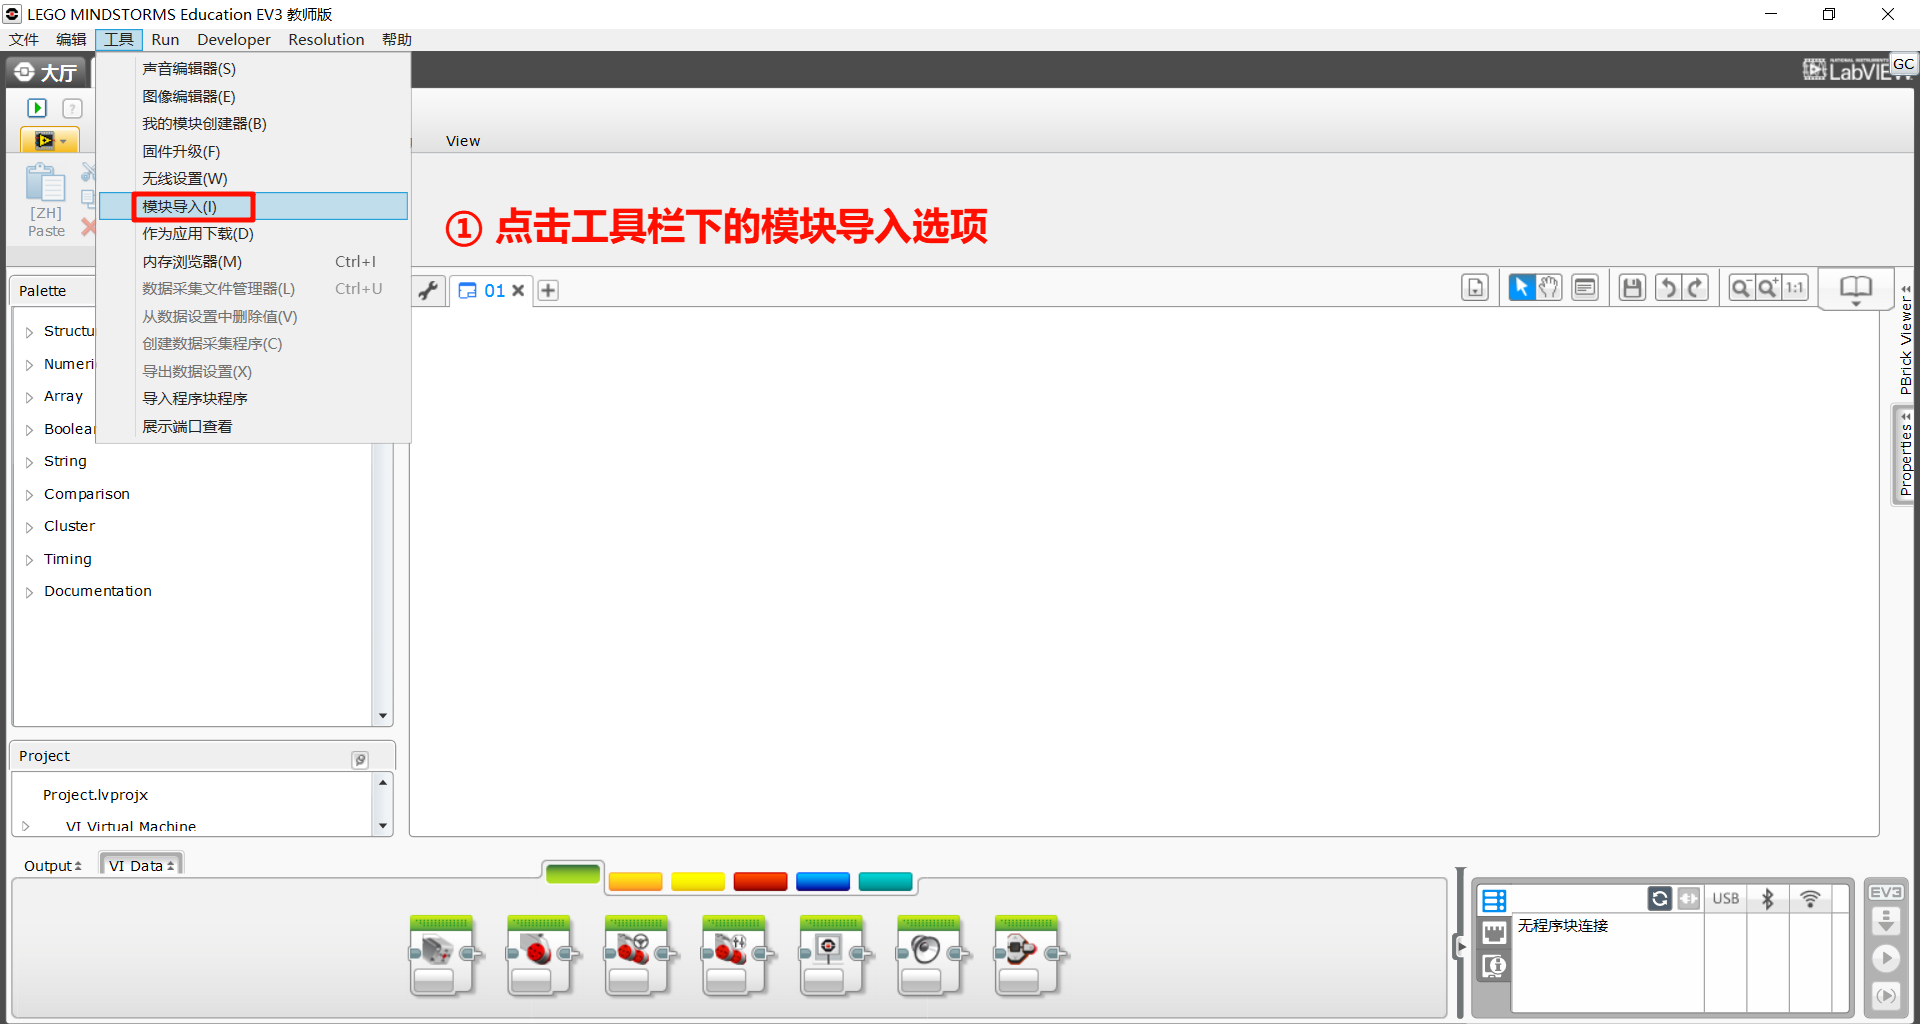 LEGO MINDSTORMS Education EV3 教师版
文件 编辑 工具 Run Developer Resolution 帮助
大厅
NATIONAL INSTRUMENTS
LabVIEW
GC
声音编辑器(S)
图像编辑器(E)
我的模块创建器(B)
固件升级(F)
无线设置(W)
模块导入(I)
作为应用下载(D)
内存浏览器(M) Ctrl+I
数据采集文件管理器(L) Ctrl+U
从数据设置中删除值(V)
创建数据采集程序(C)
导出数据设置(X)
导入程序块程序
展示端口查看
View
[ZH]
Paste
① 点击工具栏下的模块导入选项
Palette
01
1:1
Structu
Numeri
Array
Boolea
String
Comparison
Cluster
Timing
Documentation
PBrick Viewer
Properties
Project
Project.lvprojx
VI Virtual Machine
Output
VI Data
USB
无程序块连接
EV3